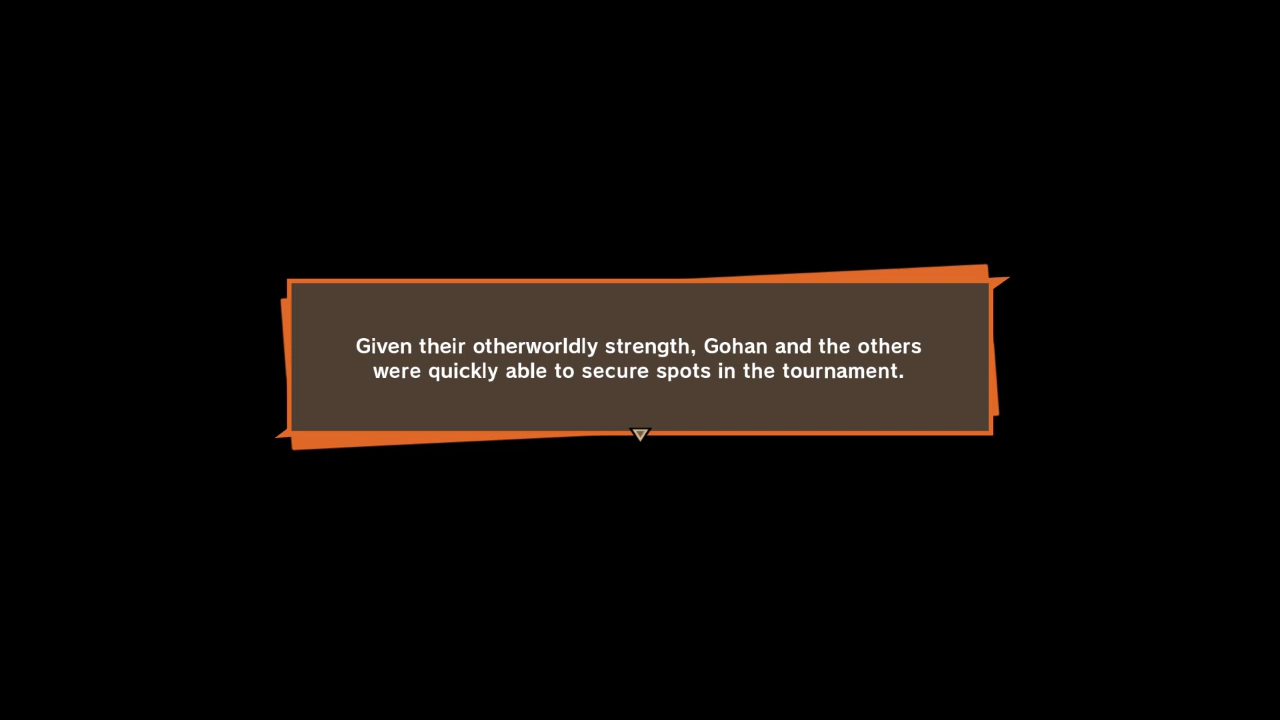 Given their otherworldly strength, Gohan and the others
were quickly able to secure spots in the tournament.